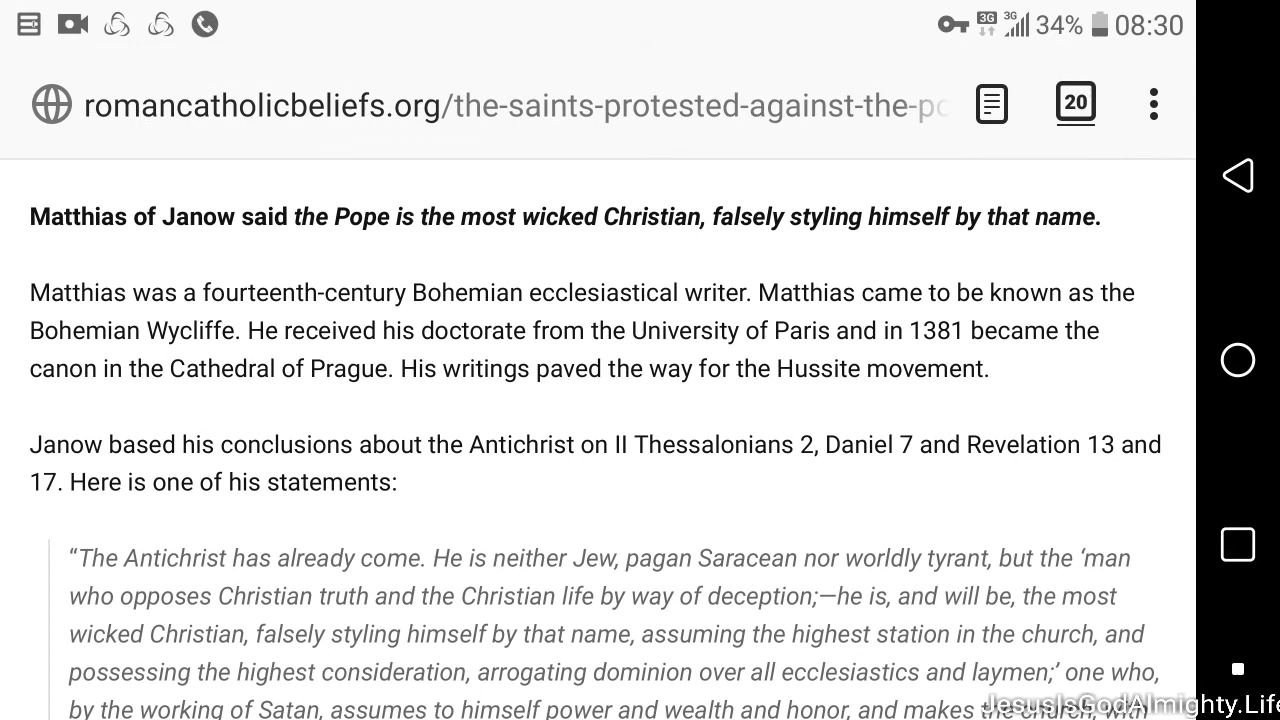 3G 3G 34% 08:30
romancatholicbeliefs.org/the-saints-protested-against-the-po 20
Matthias of Janow said the Pope is the most wicked Christian, falsely styling himself by that name.
Matthias was a fourteenth-century Bohemian ecclesiastical writer. Matthias came to be known as the
Bohemian Wycliffe. He received his doctorate from the University of Paris and in 1381 became the
canon in the Cathedral of Prague. His writings paved the way for the Hussite movement.
Janow based his conclusions about the Antichrist on II Thessalonians 2, Daniel 7 and Revelation 13 and
17. Here is one of his statements:
“The Antichrist has already come. He is neither Jew, pagan Saracean nor worldly tyrant, but the ‘man
who opposes Christian truth and the Christian life by way of deception;—he is, and will be, the most
wicked Christian, falsely styling himself by that name, assuming the highest station in the church, and
possessing the highest consideration, arrogating dominion over all ecclesiastics and laymen;’ one who,
by the working of Satan, assumes to himself power and wealth and honor, and makes the church, with
JesusIsGodAlmighty.Life